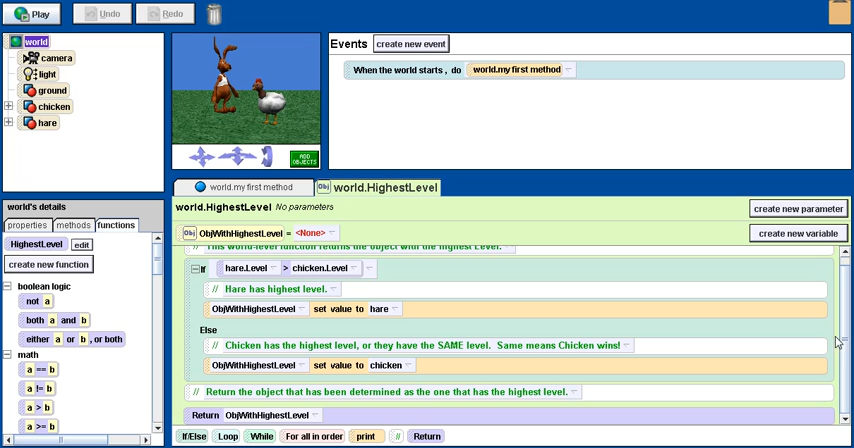 Play Undo Redo
world
camera
light
ground
chicken
hare
ADD OBJECTS
Events create new event
When the world starts , do world.my first method
world's details
properties methods functions
HighestLevel edit
create new function
boolean logic
not a
both a and b
either a or b , or both
math
a == b
a != b
a > b
a >= b
world.my first method Obj world.HighestLevel
world.HighestLevel No parameters create new parameter
Obj ObjWithHighestLevel = <None> create new variable
// This world-level function returns the object with the highest Level.
If hare.Level > chicken.Level
// Hare has highest level.
ObjWithHighestLevel set value to hare
Else
// Chicken has the highest level, or they have the SAME level. Same means Chicken wins!
ObjWithHighestLevel set value to chicken
// Return the object that has been determined as the one that has the highest level.
Return ObjWithHighestLevel
If/Else Loop While For all in order print // Return